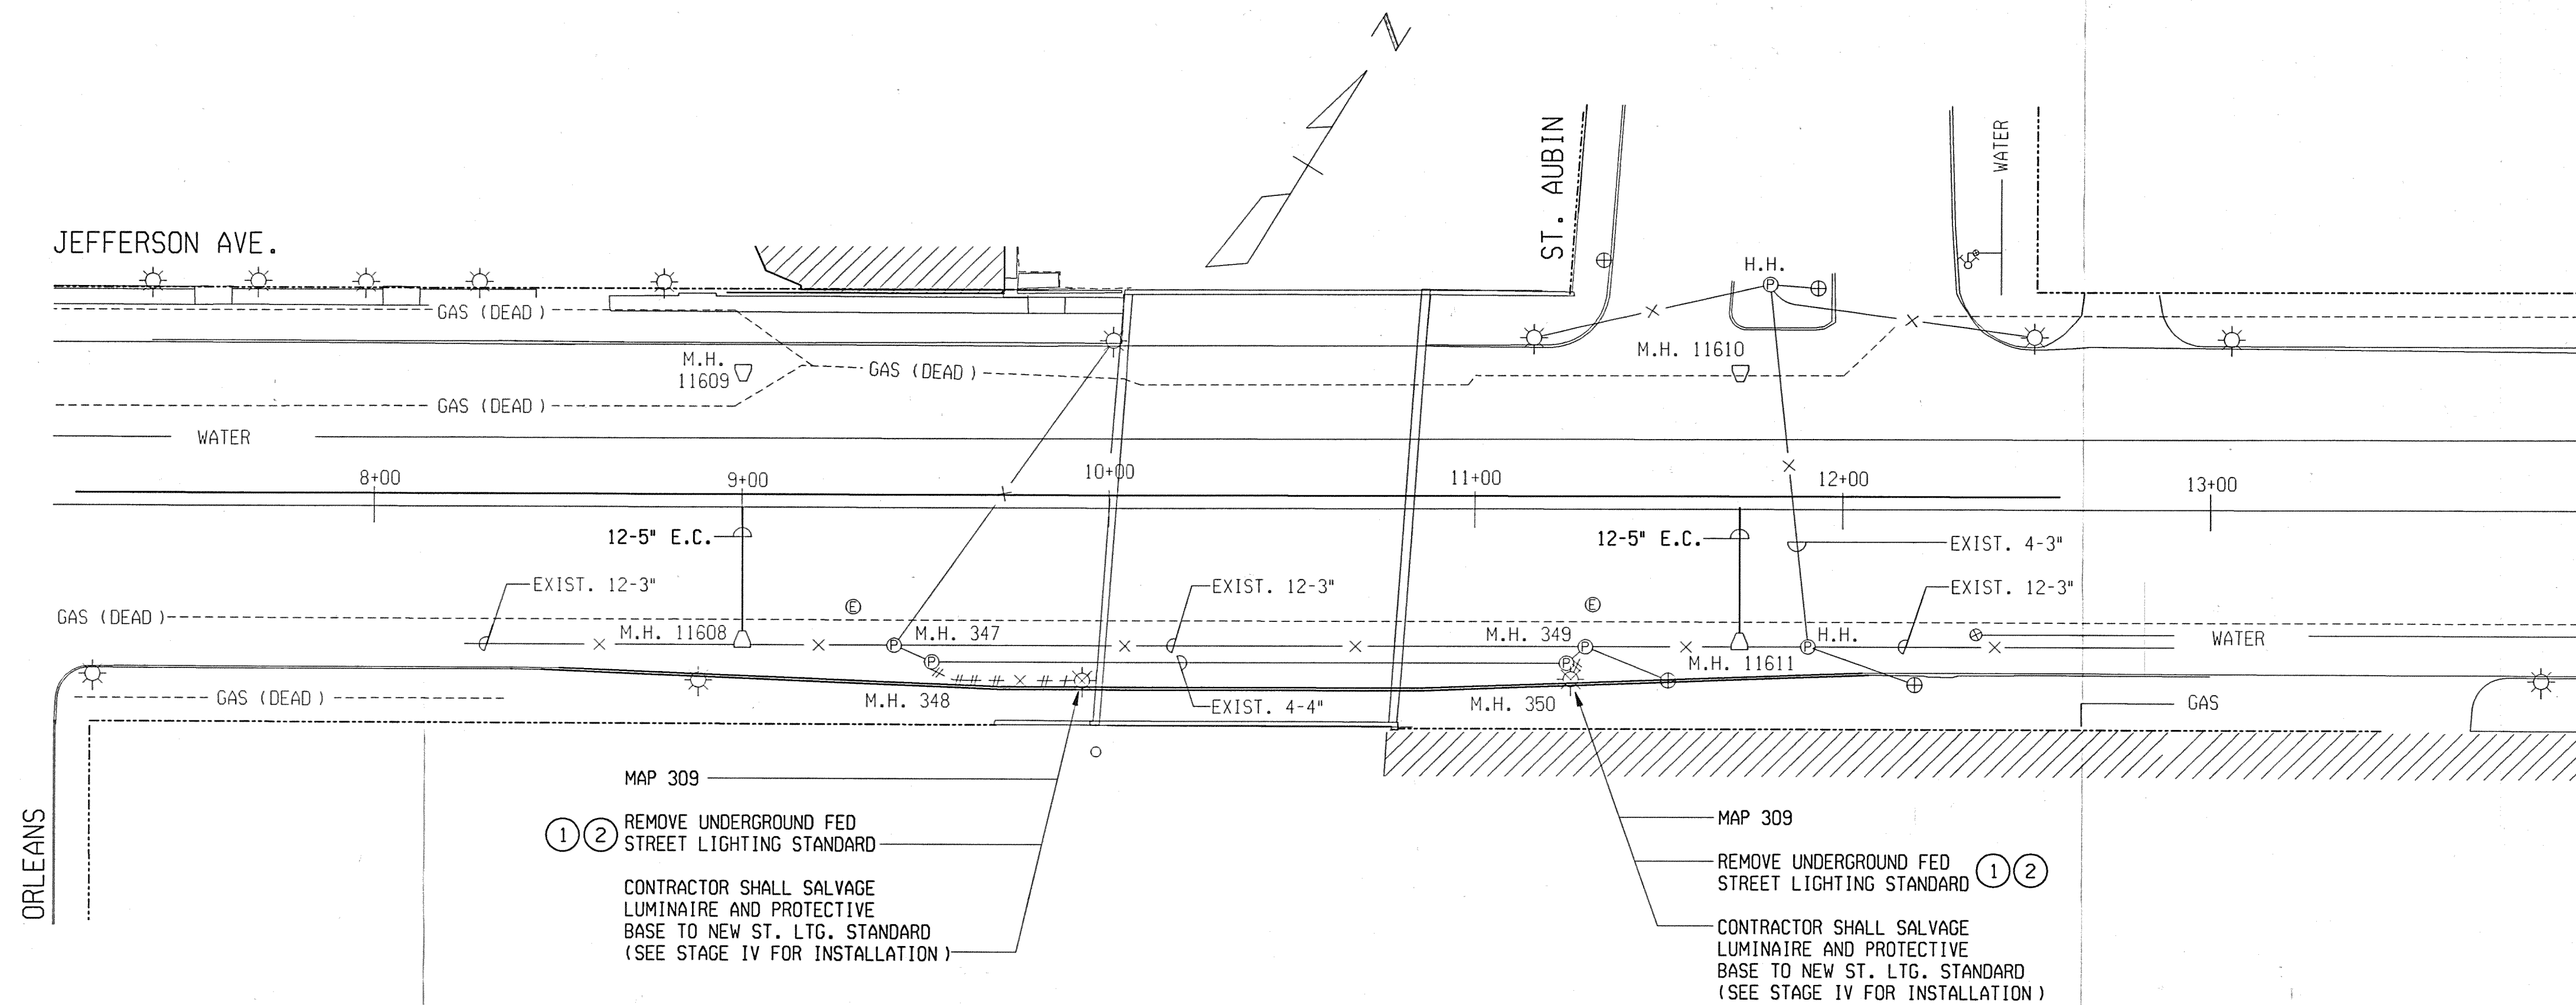 N
ST. AUBIN
WATER
JEFFERSON AVE.
H.H.
GAS (DEAD)
M.H.
11609
M.H. 11610
GAS (DEAD)
GAS (DEAD)
WATER
8+00
9+00
10+00
11+00
12+00
13+00
12-5" E.C.
12-5" E.C.
EXIST. 4-3"
EXIST. 12-3"
EXIST. 12-3"
EXIST. 12-3"
E
E
GAS (DEAD)
M.H. 11608
P
M.H. 347
M.H. 349
P
P
H.H.
WATER
P
P
P
M.H. 11611
GAS (DEAD)
M.H. 348
EXIST. 4-4"
M.H. 350
GAS
ORLEANS
MAP 309
1 2 REMOVE UNDERGROUND FED
STREET LIGHTING STANDARD
CONTRACTOR SHALL SALVAGE
LUMINAIRE AND PROTECTIVE
BASE TO NEW ST. LTG. STANDARD
(SEE STAGE IV FOR INSTALLATION)
MAP 309
REMOVE UNDERGROUND FED
STREET LIGHTING STANDARD 1 2
CONTRACTOR SHALL SALVAGE
LUMINAIRE AND PROTECTIVE
BASE TO NEW ST. LTG. STANDARD
(SEE STAGE IV FOR INSTALLATION)